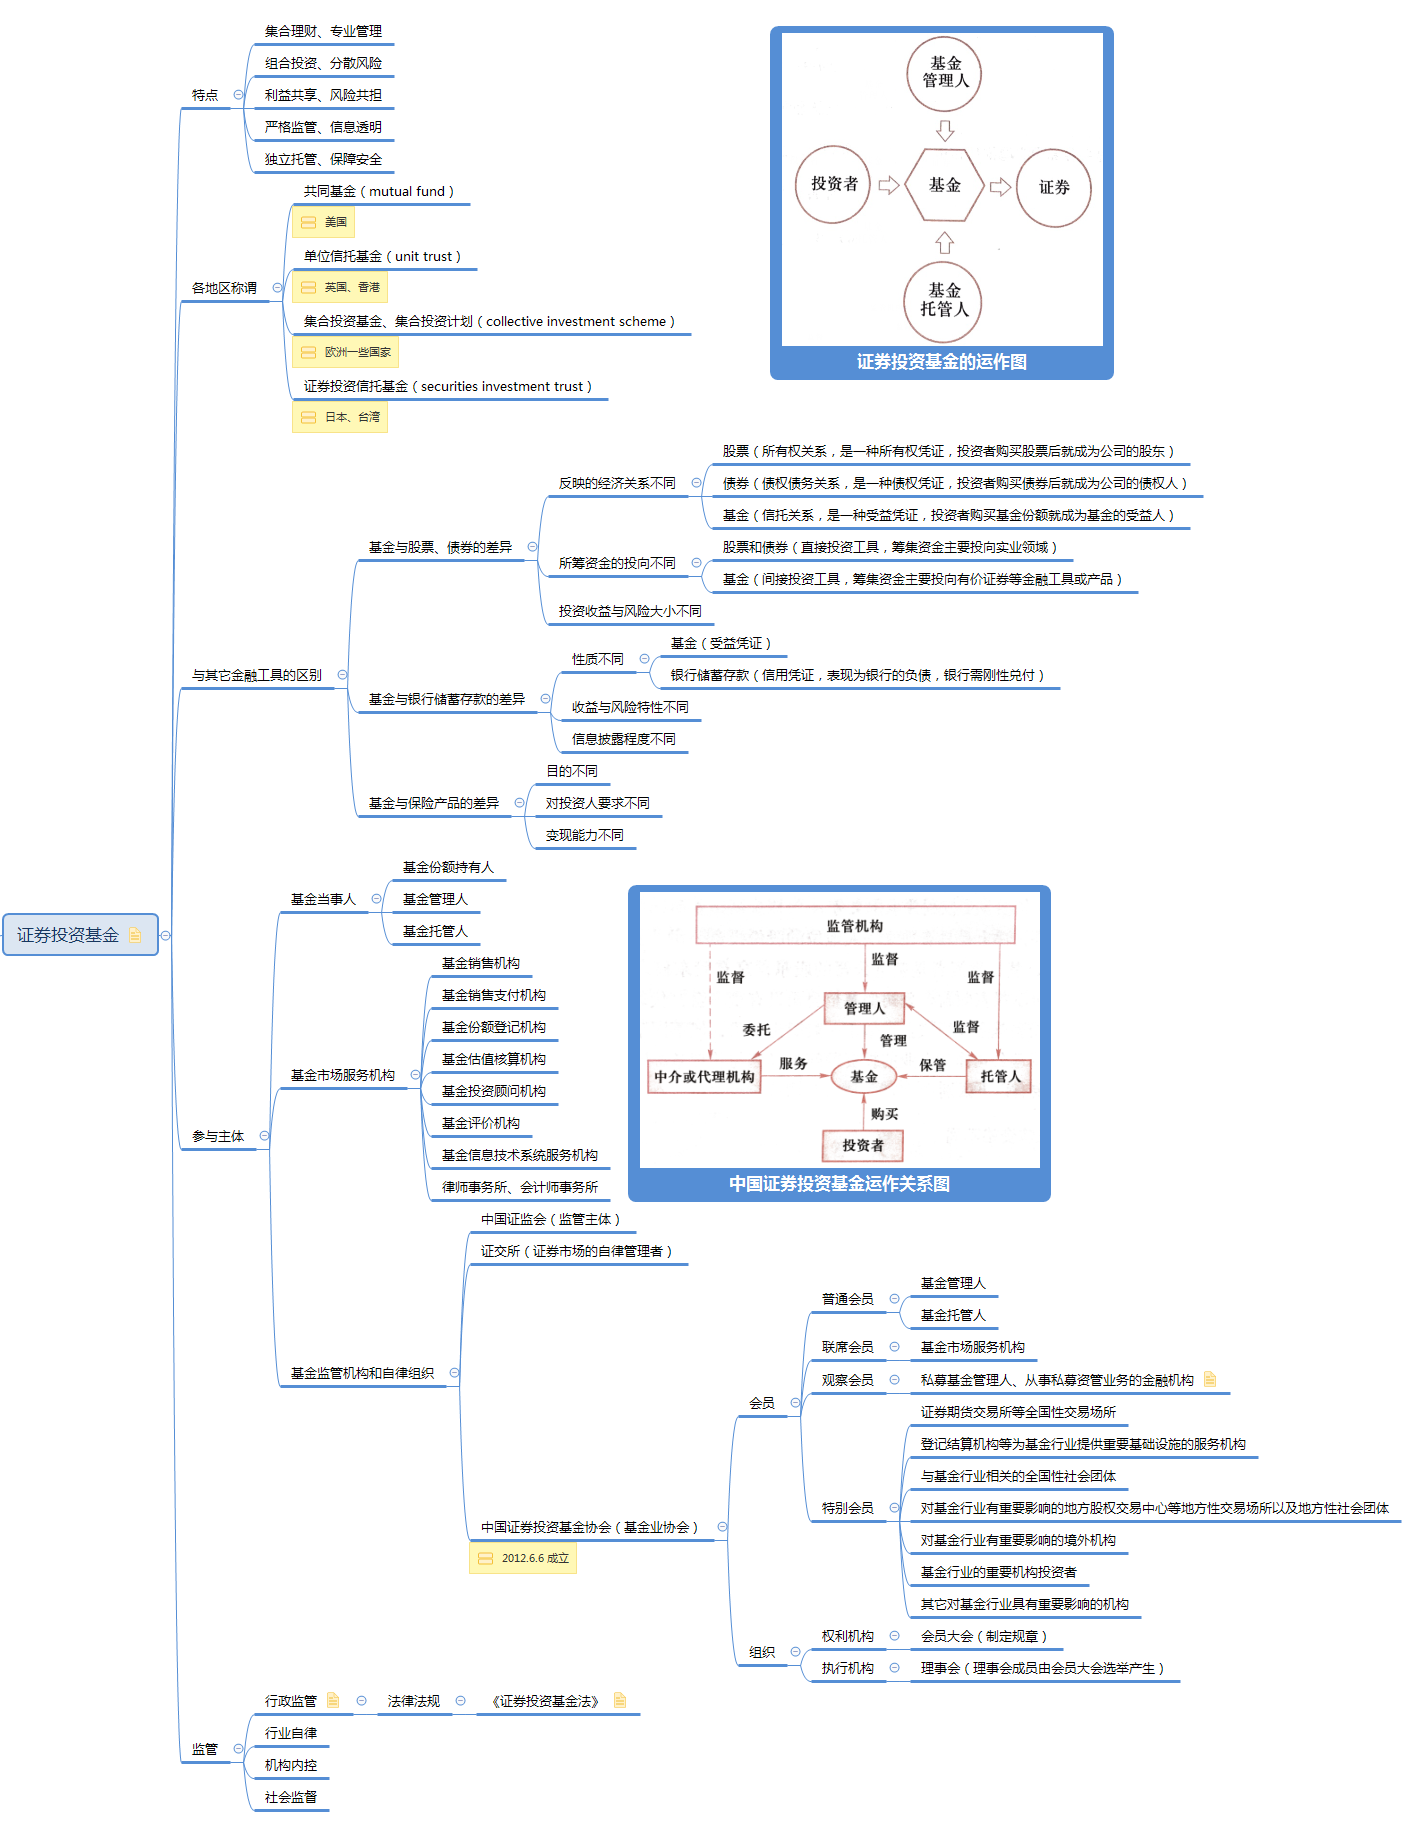 证券投资基金
特点
集合理财、专业管理
组合投资、分散风险
利益共享、风险共担
严格监管、信息透明
独立托管、保障安全
各地区称谓
共同基金（mutual fund）
美国
单位信托基金（unit trust）
英国、香港
集合投资基金、集合投资计划（collective investment scheme）
欧洲一些国家
证券投资信托基金（securities investment trust）
日本、台湾
基金
管理人
投资者
基金
证券
基金
托管人
证券投资基金的运作图
与其它金融工具的区别
基金与股票、债券的差异
反映的经济关系不同
股票（所有权关系，是一种所有权凭证，投资者购买股票后就成为公司的股东）
债券（债权债务关系，是一种债权凭证，投资者购买债券后就成为公司的债权人）
基金（信托关系，是一种受益凭证，投资者购买基金份额就成为基金的受益人）
所筹资金的投向不同
股票和债券（直接投资工具，筹集资金主要投向实业领域）
基金（间接投资工具，筹集资金主要投向有价证券等金融工具或产品）
投资收益与风险大小不同
基金与银行储蓄存款的差异
性质不同
基金（受益凭证）
银行储蓄存款（信用凭证，表现为银行的负债，银行需刚性兑付）
收益与风险特性不同
信息披露程度不同
基金与保险产品的差异
目的不同
对投资人要求不同
变现能力不同
参与主体
基金当事人
基金份额持有人
基金管理人
基金托管人
基金市场服务机构
基金销售机构
基金销售支付机构
基金份额登记机构
基金估值核算机构
基金投资顾问机构
基金评价机构
基金信息技术系统服务机构
律师事务所、会计师事务所
监管机构
监督
监督
监督
管理人
委托
管理
监督
中介或代理机构
服务
基金
保管
托管人
购买
投资者
中国证券投资基金运作关系图
基金监管机构和自律组织
中国证监会（监管主体）
证交所（证券市场的自律管理者）
中国证券投资基金协会（基金业协会）
2012.6.6 成立
会员
普通会员
基金管理人
基金托管人
联席会员
基金市场服务机构
观察会员
私募基金管理人、从事私募资管业务的金融机构
特别会员
证券期货交易所等全国性交易场所
登记结算机构等为基金行业提供重要基础设施的服务机构
与基金行业相关的全国性社会团体
对基金行业有重要影响的地方股权交易中心等地方性交易场所以及地方性社会团体
对基金行业有重要影响的境外机构
基金行业的重要机构投资者
其它对基金行业具有重要影响的机构
组织
权利机构
会员大会（制定规章）
执行机构
理事会（理事会成员由会员大会选举产生）
监管
行政监管
法律法规
《证券投资基金法》
行业自律
机构内控
社会监督